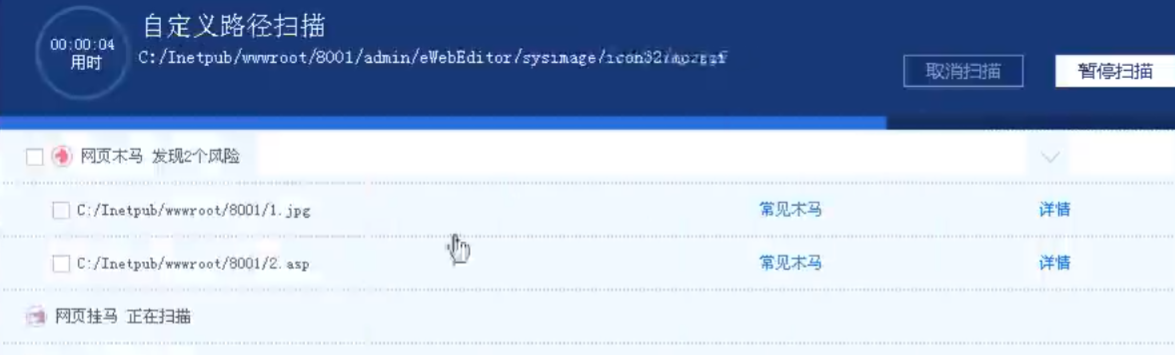 00:00:04
用时
自定义路径扫描
C:/Inetpub/wwwroot/8001/admin/eWebEditor/sysimage/icon32/
取消扫描
暂停扫描
网页木马 发现2个风险
C:/Inetpub/wwwroot/8001/1.jpg 常见木马 详情
C:/Inetpub/wwwroot/8001/2.asp 常见木马 详情
网页挂马 正在扫描